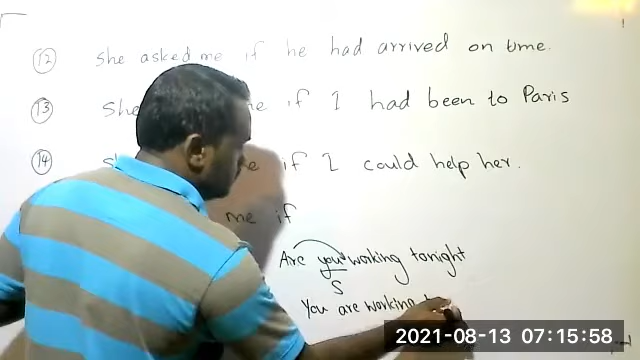 12 She asked me if he had arrived on time.
13 She me if I had been to Paris
14 me if I could help her.
me if
Are you working tonight
S
You are working
2021-08-13 07:15:58